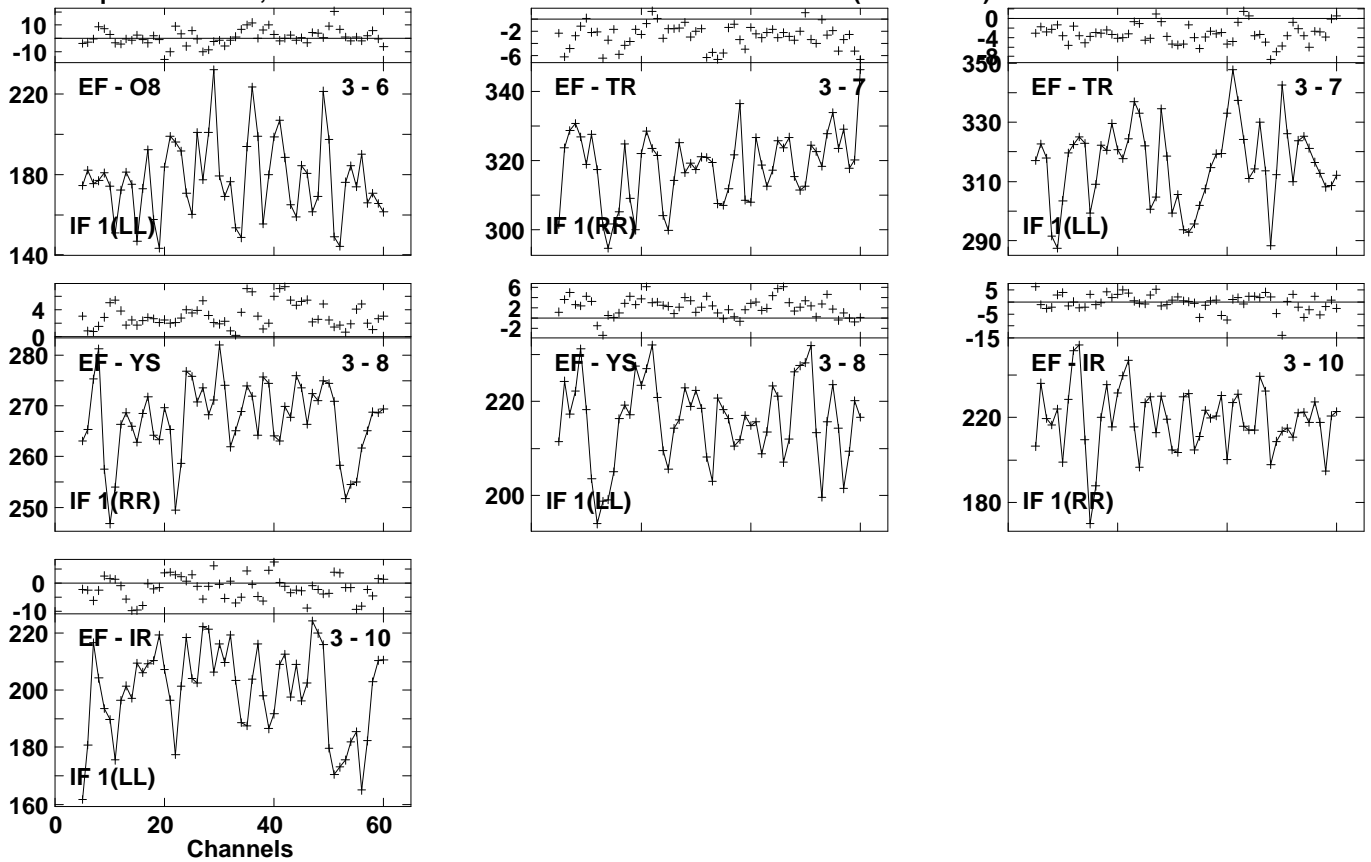 10
-10
EF - O8 3 - 6
220
180
140
IF 1(LL)
-2
-6
EF - TR 3 - 7
340
320
300
IF 1(RR)
0
-4
-8
350
EF - TR 3 - 7
330
310
290
IF 1(LL)
4
0
280
EF - YS 3 - 8
270
260
250
IF 1(RR)
6
2
-2
EF - YS 3 - 8
220
200
IF 1(LL)
5
-5
-15
EF - IR 3 - 10
220
180
IF 1(RR)
0
-10
220
EF - IR 3 - 10
200
180
160
IF 1(LL)
0 20 40 60
Channels